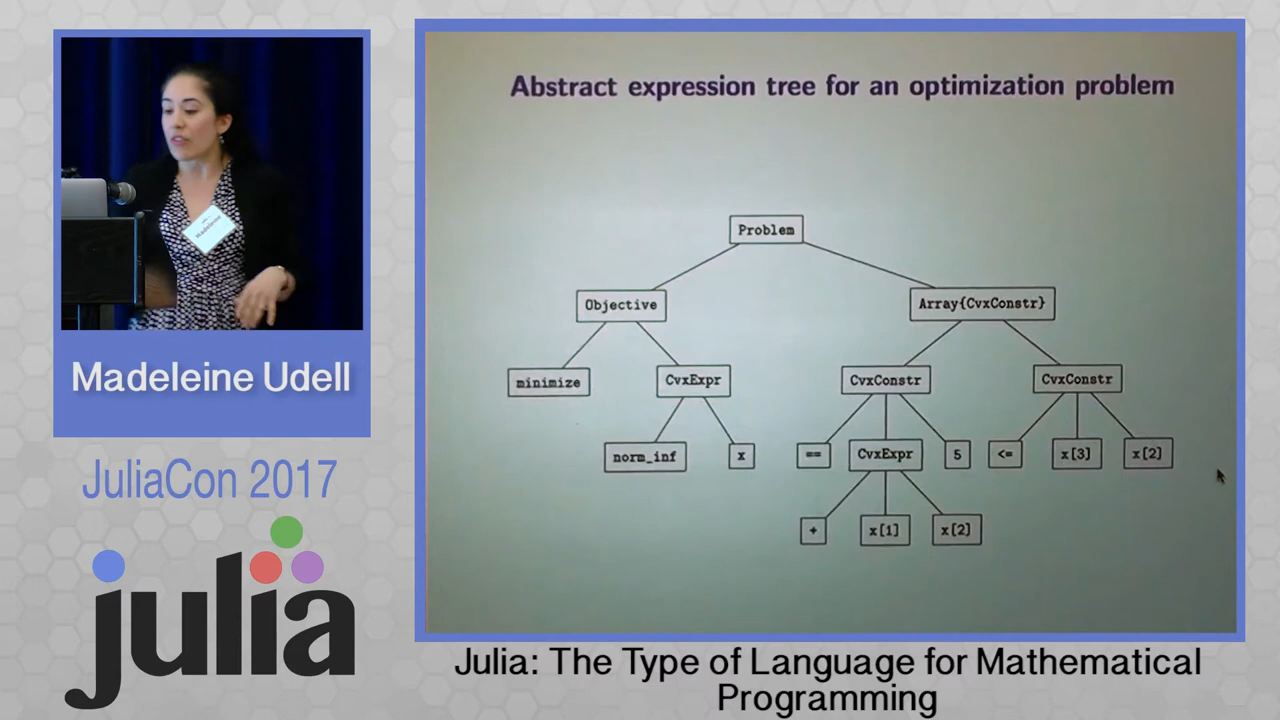 Madeleine
Madeleine Udell
JuliaCon 2017
julia
Abstract expression tree for an optimization problem
Problem
Objective
Array{CvxConstr}
minimize
CvxExpr
CvxConstr
CvxConstr
norm_inf
x
==
CvxExpr
5
<=
x[3]
x[2]
+
x[1]
x[2]
Julia: The Type of Language for Mathematical
Programming